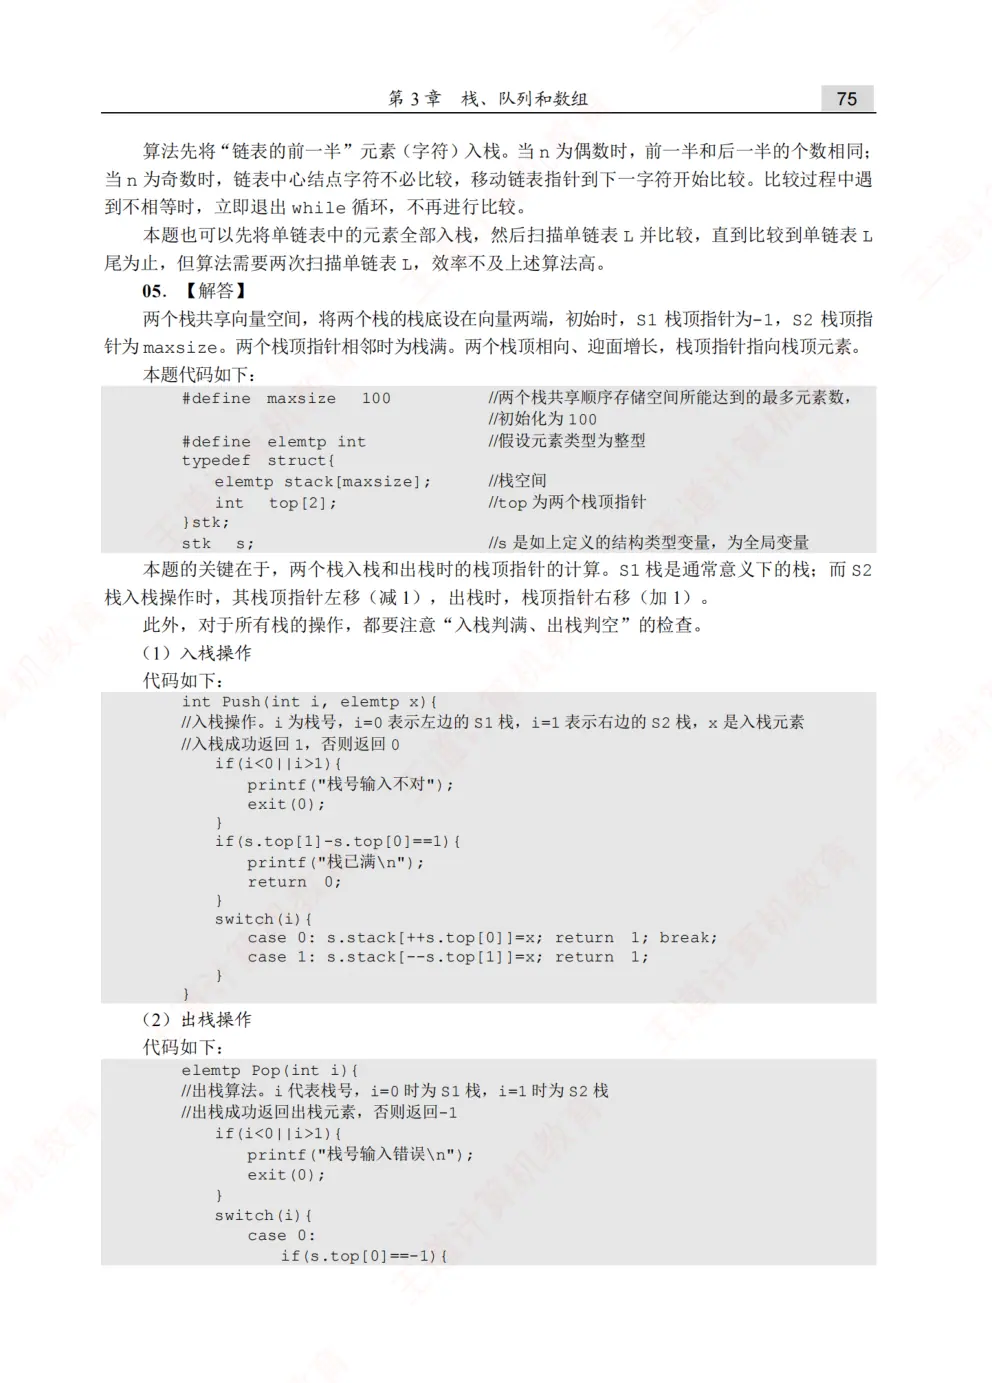 第 3 章 栈、队列和数组 75
算法先将“链表的前一半”元素（字符）入栈。当 n 为偶数时，前一半和后一半的个数相同；
当 n 为奇数时，链表中心结点字符不必比较，移动链表指针到下一字符开始比较。比较过程中遇
到不相等时，立即退出 while 循环，不再进行比较。
本题也可以先将单链表中的元素全部入栈，然后扫描单链表 L 并比较，直到比较到单链表 L
尾为止，但算法需要两次扫描单链表 L，效率不及上述算法高。
05. 【解答】
两个栈共享向量空间，将两个栈的栈底设在向量两端，初始时，S1 栈顶指针为-1，S2 栈顶指
针为 maxsize。两个栈顶指针相邻时为栈满。两个栈顶相向、迎面增长，栈顶指针指向栈顶元素。
本题代码如下：
#define maxsize 100 //两个栈共享顺序存储空间所能达到的最多元素数，
//初始化为 100
#define elemtp int //假设元素类型为整型
typedef struct{
elemtp stack[maxsize]; //栈空间
int top[2]; //top 为两个栈顶指针
}stk;
stk s; //s 是如上定义的结构类型变量，为全局变量
本题的关键在于，两个栈入栈和出栈时的栈顶指针的计算。S1 栈是通常意义下的栈；而 S2
栈入栈操作时，其栈顶指针左移（减 1），出栈时，栈顶指针右移（加 1）。
此外，对于所有栈的操作，都要注意“入栈判满、出栈判空”的检查。
（1）入栈操作
代码如下：
int Push(int i, elemtp x){
//入栈操作。i 为栈号，i=0 表示左边的 S1 栈，i=1 表示右边的 S2 栈，x 是入栈元素
//入栈成功返回 1，否则返回 0
if(i<0||i>1){
printf("栈号输入不对");
exit(0);
}
if(s.top[1]-s.top[0]==1){
printf("栈已满\n");
return 0;
}
switch(i){
case 0: s.stack[++s.top[0]]=x; return 1; break;
case 1: s.stack[--s.top[1]]=x; return 1;
}
}
（2）出栈操作
代码如下：
elemtp Pop(int i){
//出栈算法。i 代表栈号，i=0 时为 S1 栈，i=1 时为 S2 栈
//出栈成功返回出栈元素，否则返回-1
if(i<0||i>1){
printf("栈号输入错误\n");
exit(0);
}
switch(i){
case 0:
if(s.top[0]==-1){